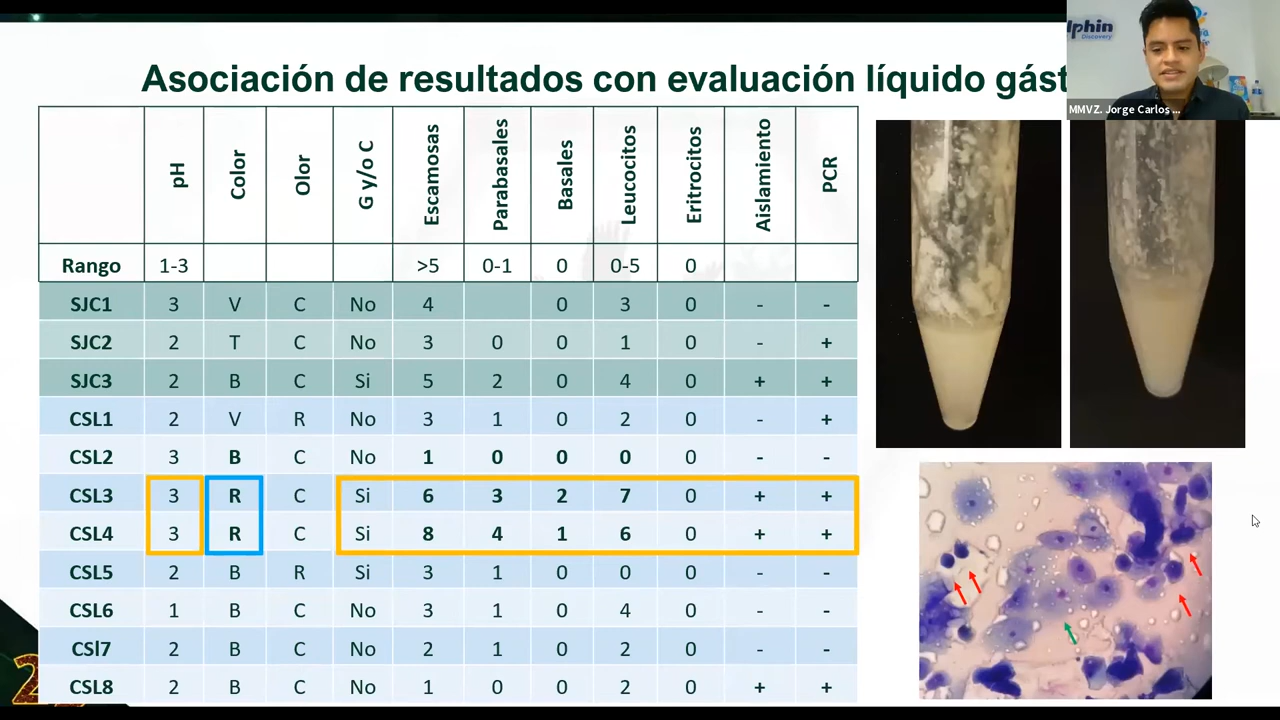 lphin
Discovery
MMVZ. Jorge Carlos ...
Asociación de resultados con evaluación líquido gást
pH Color Olor G y/o C Escamosas Parabasales Basales Leucocitos Eritrocitos Aislamiento PCR
Rango 1-3 >5 0-1 0 0-5 0
SJC1 3 V C No 4 0 3 0 - -
SJC2 2 T C No 3 0 0 1 0 - +
SJC3 2 B C Si 5 2 0 4 0 + +
CSL1 2 V R No 3 1 0 2 0 - +
CSL2 3 B C No 1 0 0 0 0 - -
CSL3 3 R C Si 6 3 2 7 0 + +
CSL4 3 R C Si 8 4 1 6 0 + +
CSL5 2 B R Si 3 1 0 0 0 - -
CSL6 1 B C No 3 1 0 4 0 - -
CSl7 2 B C No 2 1 0 2 0 - -
CSL8 2 B C No 1 0 0 2 0 + +